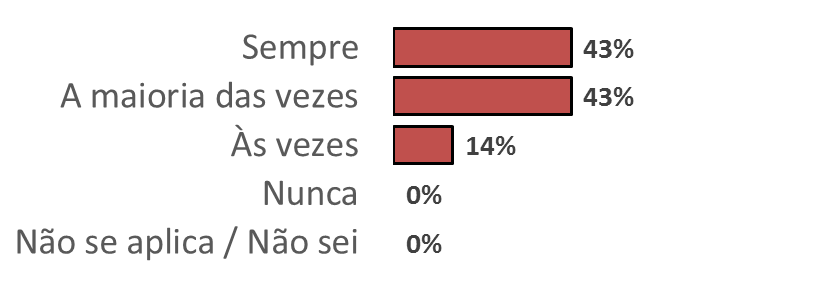 Sempre 43%
A maioria das vezes 43%
Às vezes 14%
Nunca 0%
Não se aplica / Não sei 0%